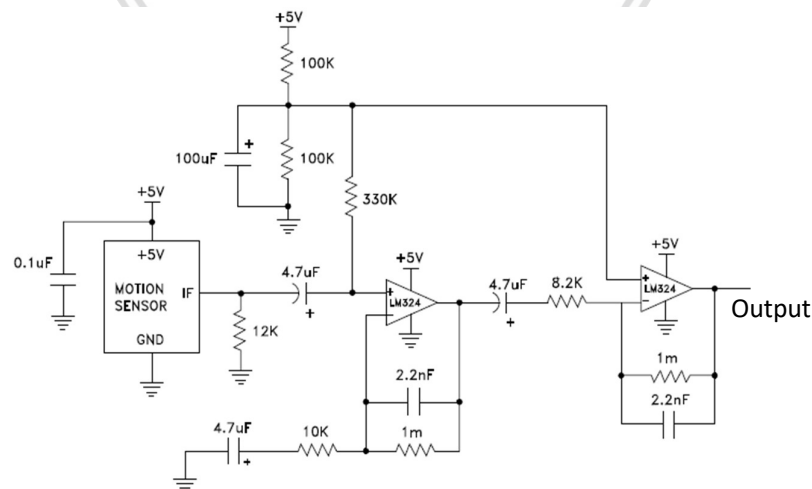 +5V
100K
+
100uF
100K
330K
+5V
+5V
0.1uF
MOTION
SENSOR
IF
GND
12K
4.7uF
+
+5V
+
LM324
−
4.7uF
+
8.2K
+5V
+
LM324
−
Output
2.2nF
1m
4.7uF
+
10K
1m
2.2nF